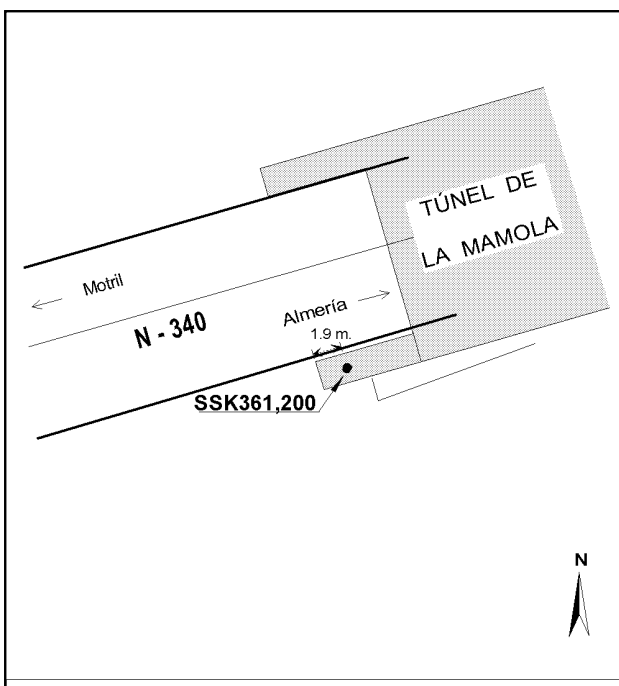 TÚNEL DE
LA MAMOLA
Motril
N - 340
Almería
1.9 m.
SSK361,200
N